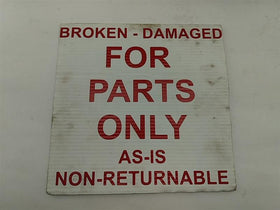 BROKEN - DAMAGED
FOR
PARTS
ONLY
AS-IS
NON-RETURNABLE